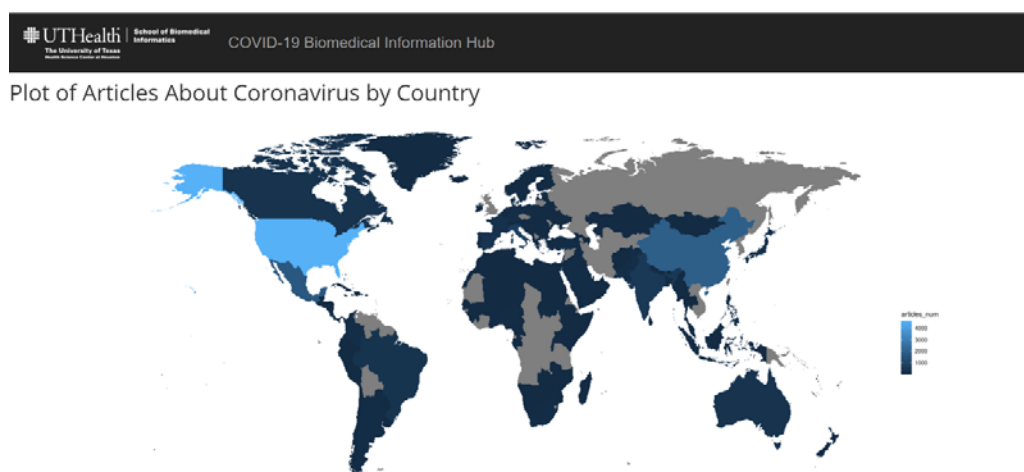 UTHealth
The University of Texas
Health Science Center at Houston
School of Biomedical
Informatics
COVID-19 Biomedical Information Hub
Plot of Articles About Coronavirus by Country
articles_num
4000
3000
2000
1000